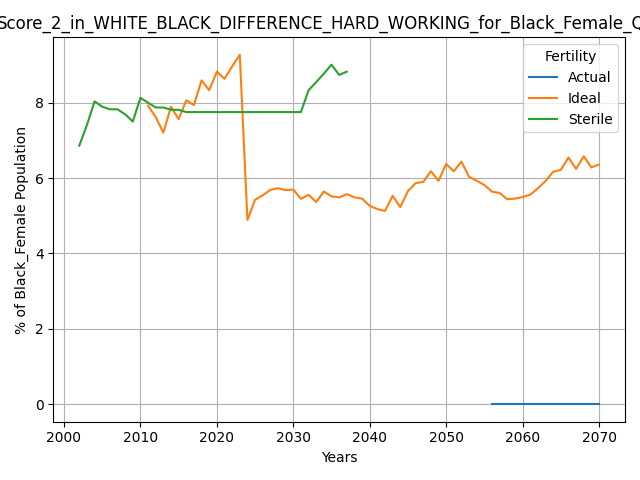 Score_2_in_WHITE_BLACK_DIFFERENCE_HARD_WORKING_for_Black_Female_Q
Fertility
Actual
Ideal
Sterile
% of Black_Female Population
8
6
4
2
0
2000 2010 2020 2030 2040 2050 2060 2070
Years